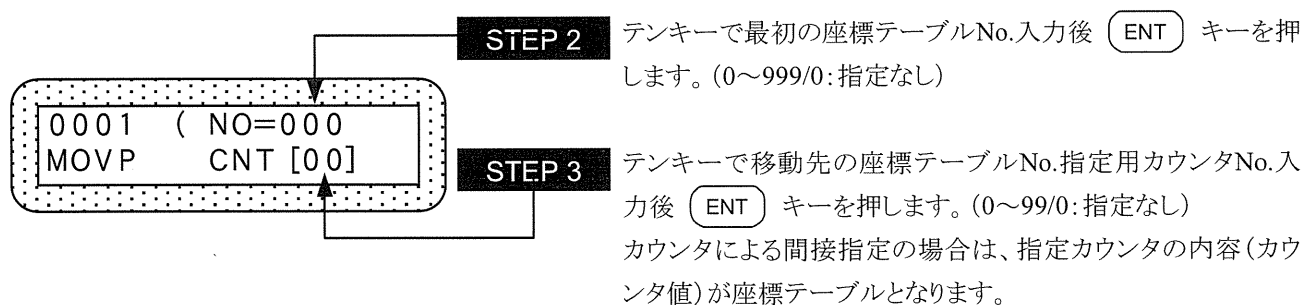 STEP 2
テンキーで最初の座標テーブルNo.入力後 ENT キーを押
します。(0～999/0:指定なし)
0001 ( NO=000
MOVP CNT [00]
STEP 3
テンキーで移動先の座標テーブルNo.指定用カウンタNo.入
力後 ENT キーを押します。(0～99/0:指定なし)
カウンタによる間接指定の場合は、指定カウンタの内容(カウ
ンタ値)が座標テーブルとなります。